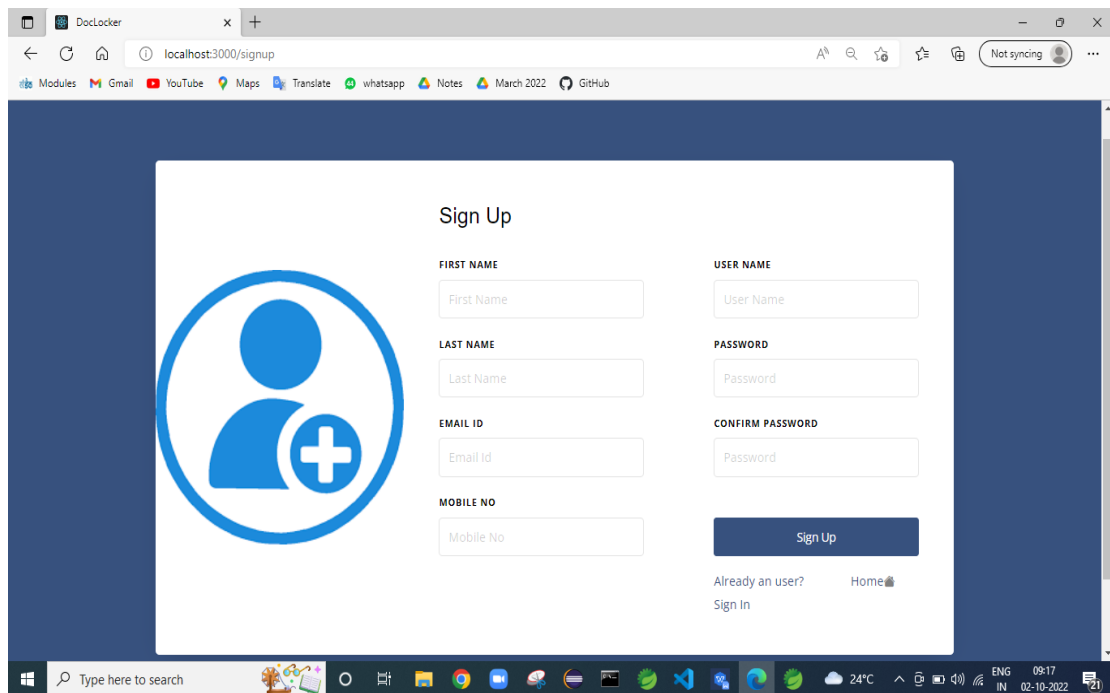 DocLocker
localhost:3000/signup
Not syncing
Modules Gmail YouTube Maps Translate whatsapp Notes March 2022 GitHub
Sign Up
FIRST NAME
First Name
LAST NAME
Last Name
EMAIL ID
Email Id
MOBILE NO
Mobile No
USER NAME
User Name
PASSWORD
Password
CONFIRM PASSWORD
Password
Sign Up
Already an user? Home
Sign In
Type here to search
24°C
ENG
IN
09:17
02-10-2022
21